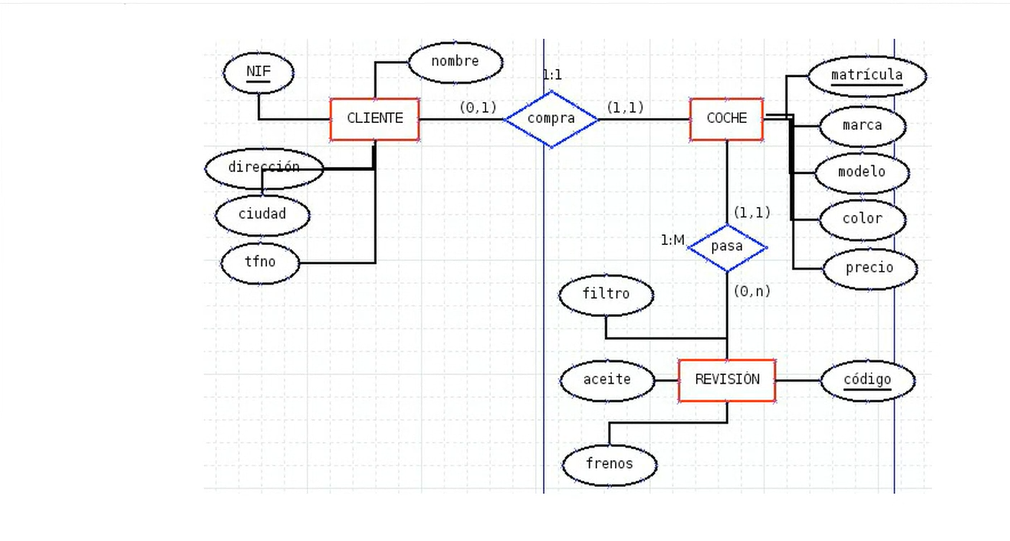 nombre
NIF
matrícula
1:1
CLIENTE
(0,1)
compra
(1,1)
COCHE
marca
dirección
modelo
ciudad
(1,1)
color
1:M
pasa
tfno
precio
filtro
(0,n)
aceite
REVISIÓN
código
frenos